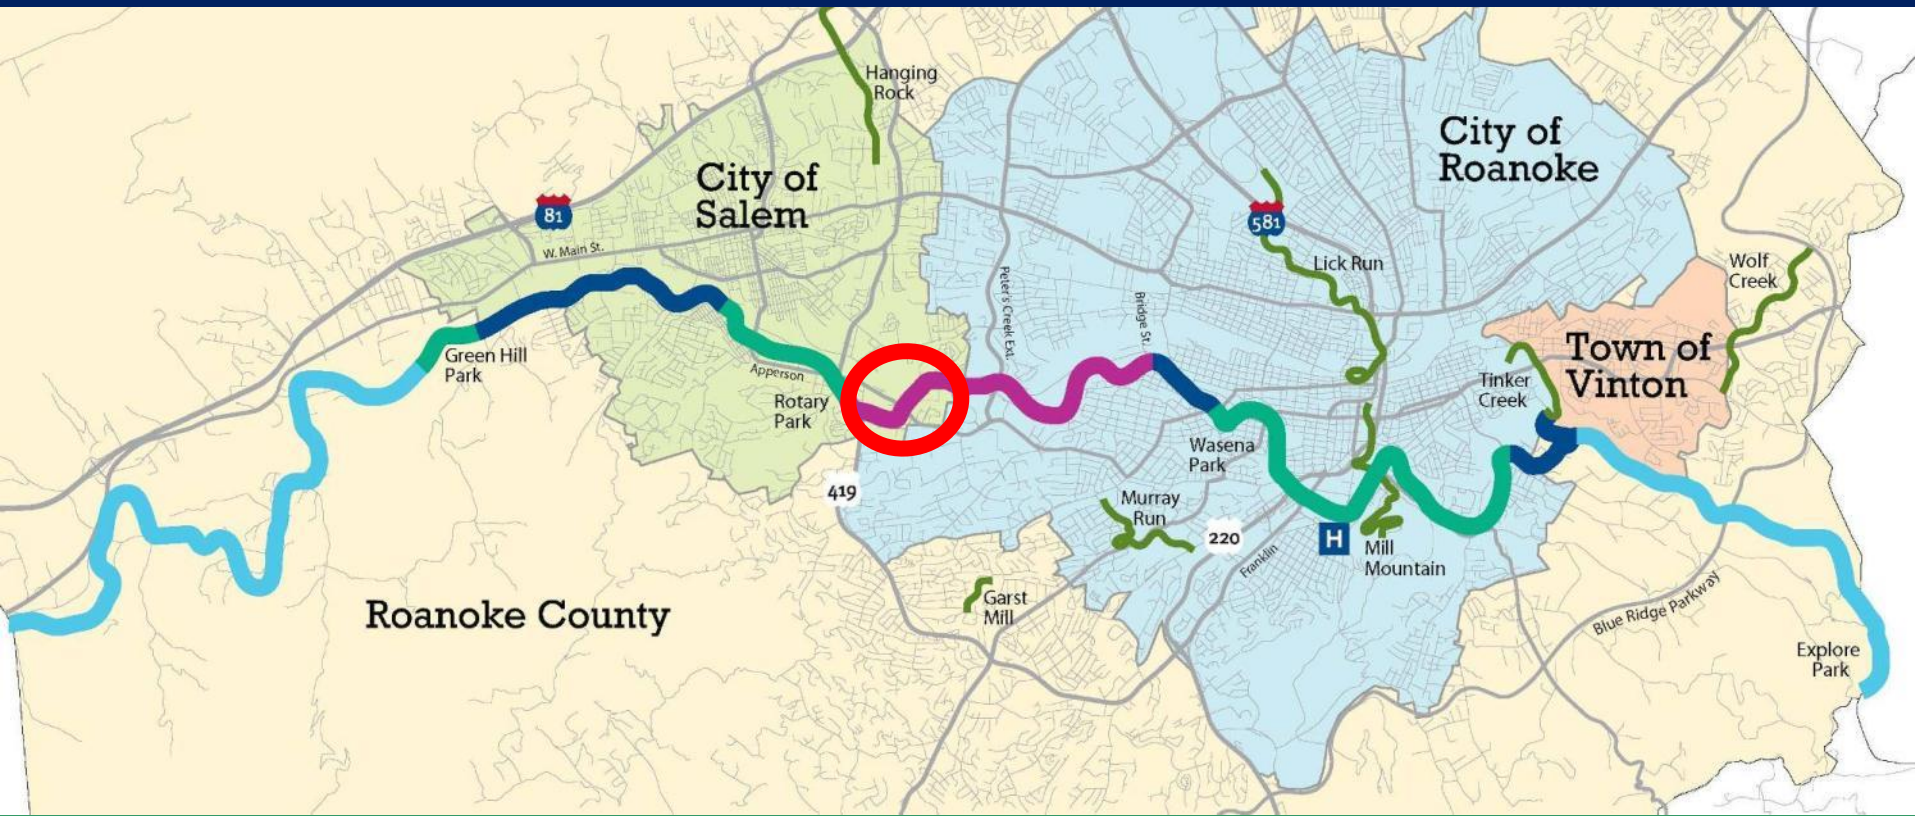 Hanging
Rock
City of
Salem
City of
Roanoke
81
W. Main St.
581
Lick Run
Wolf
Creek
Peter's Creek Ext.
Bridge St.
Green Hill
Park
Apperson
Rotary
Park
Town of
Vinton
Tinker
Creek
Wasena
Park
419
Murray
Run
220
H
Franklin
Mill
Mountain
Garst
Mill
Roanoke County
Blue Ridge Parkway
Explore
Park